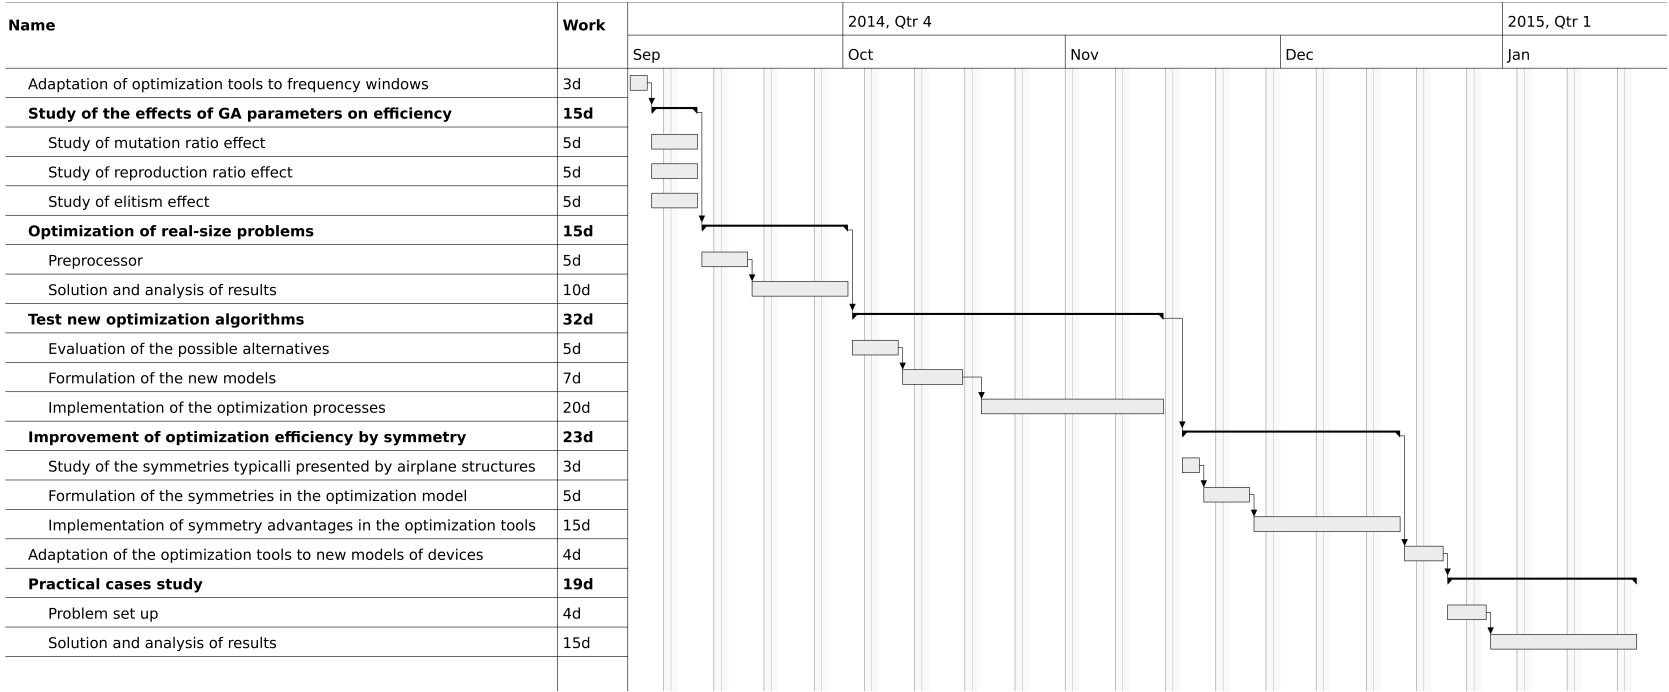 Name Work 2014, Qtr 4 2015, Qtr 1
Sep Oct Nov Dec Jan
Adaptation of optimization tools to frequency windows 3d
Study of the effects of GA parameters on efficiency 15d
Study of mutation ratio effect 5d
Study of reproduction ratio effect 5d
Study of elitism effect 5d
Optimization of real-size problems 15d
Preprocessor 5d
Solution and analysis of results 10d
Test new optimization algorithms 32d
Evaluation of the possible alternatives 5d
Formulation of the new models 7d
Implementation of the optimization processes 20d
Improvement of optimization efficiency by symmetry 23d
Study of the symmetries typicalli presented by airplane structures 3d
Formulation of the symmetries in the optimization model 5d
Implementation of symmetry advantages in the optimization tools 15d
Adaptation of the optimization tools to new models of devices 4d
Practical cases study 19d
Problem set up 4d
Solution and analysis of results 15d